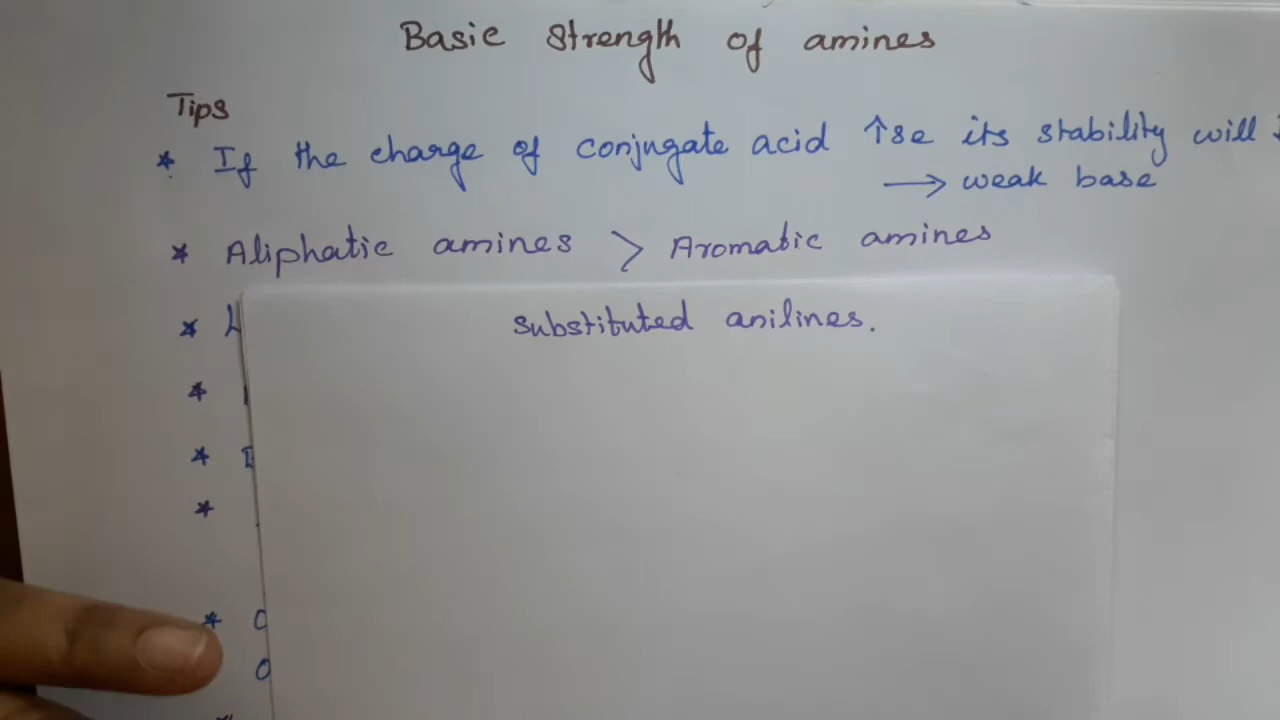 Basic strength of amines
Tips
* If the charge of conjugate acid ↑se its stability will
→ weak base
* Aliphatic amines > Aromatic amines
*
substituted anilines.
*
*
*
*